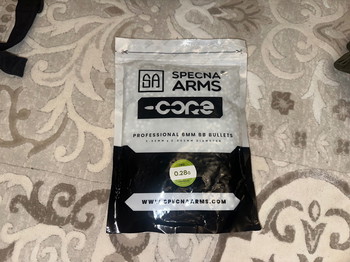 SA
SPECNA
ARMS
-CORE
PROFESSIONAL 6MM BB BULLETS
0.28g
WWW.SPECNAARMS.COM